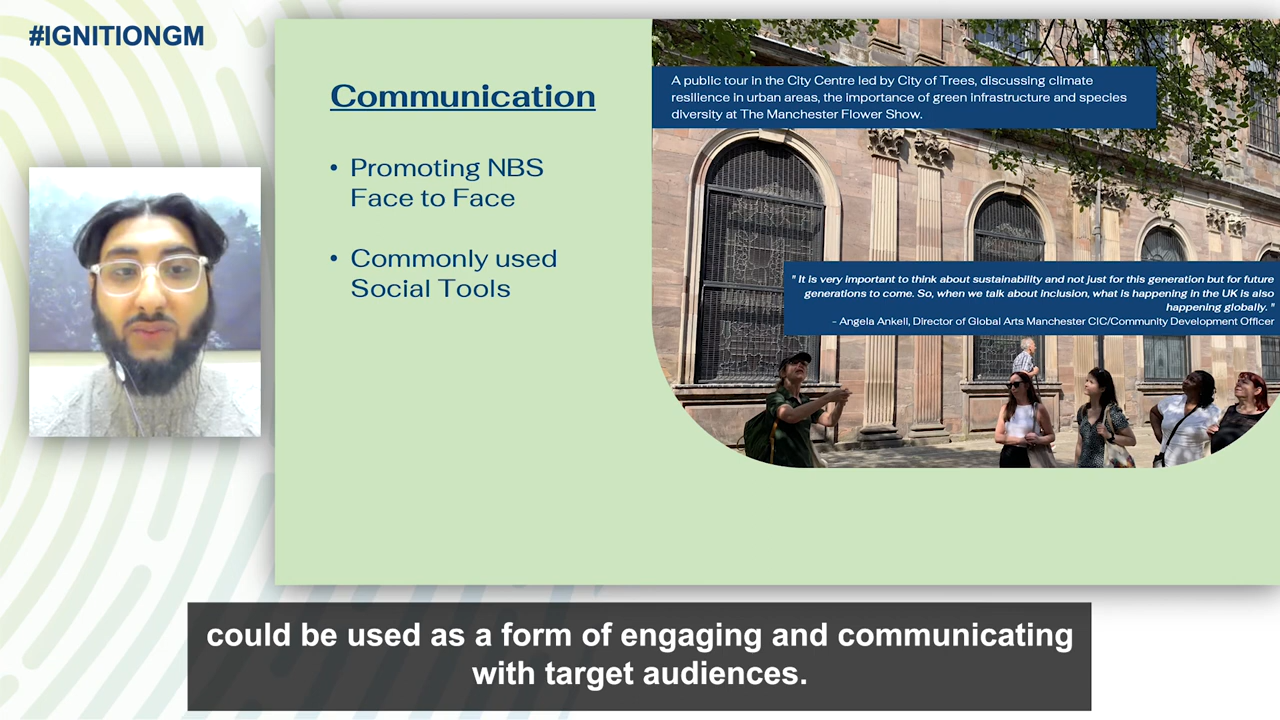 #IGNITIONGM
Communication
• Promoting NBS
Face to Face
• Commonly used
Social Tools
A public tour in the City Centre led by City of Trees, discussing climate
resilience in urban areas, the importance of green infrastructure and species
diversity at The Manchester Flower Show.
" It is very important to think about sustainability and not just for this generation but for future
generations to come. So, when we talk about inclusion, what is happening in the UK is also
happening globally. "
- Angela Ankell, Director of Global Arts Manchester CIC/Community Development Officer
could be used as a form of engaging and communicating
with target audiences.